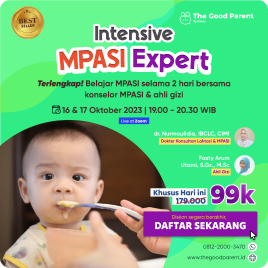 BEST
SELLER
The Good Parent
Intensive
MPASI Expert
Terlengkap! Belajar MPASI selama 2 hari bersama
konselor MPASI & ahli gizi
16 & 17 Oktober 2023 | 19.00 - 20.30 WIB
Live at Zoom
dr. Nurmaulidia, IBCLC, CIMI
Dokter Konsultan Laktasi & MPASI
Fasty Arum
Utami, S.Gz., M.Sc
Ahli Gizi
Khusus Hari ini
179.000
99k
Diskon segera berakhir,
DAFTAR SEKARANG
0812-2000-3470
www.thegoodparent.id